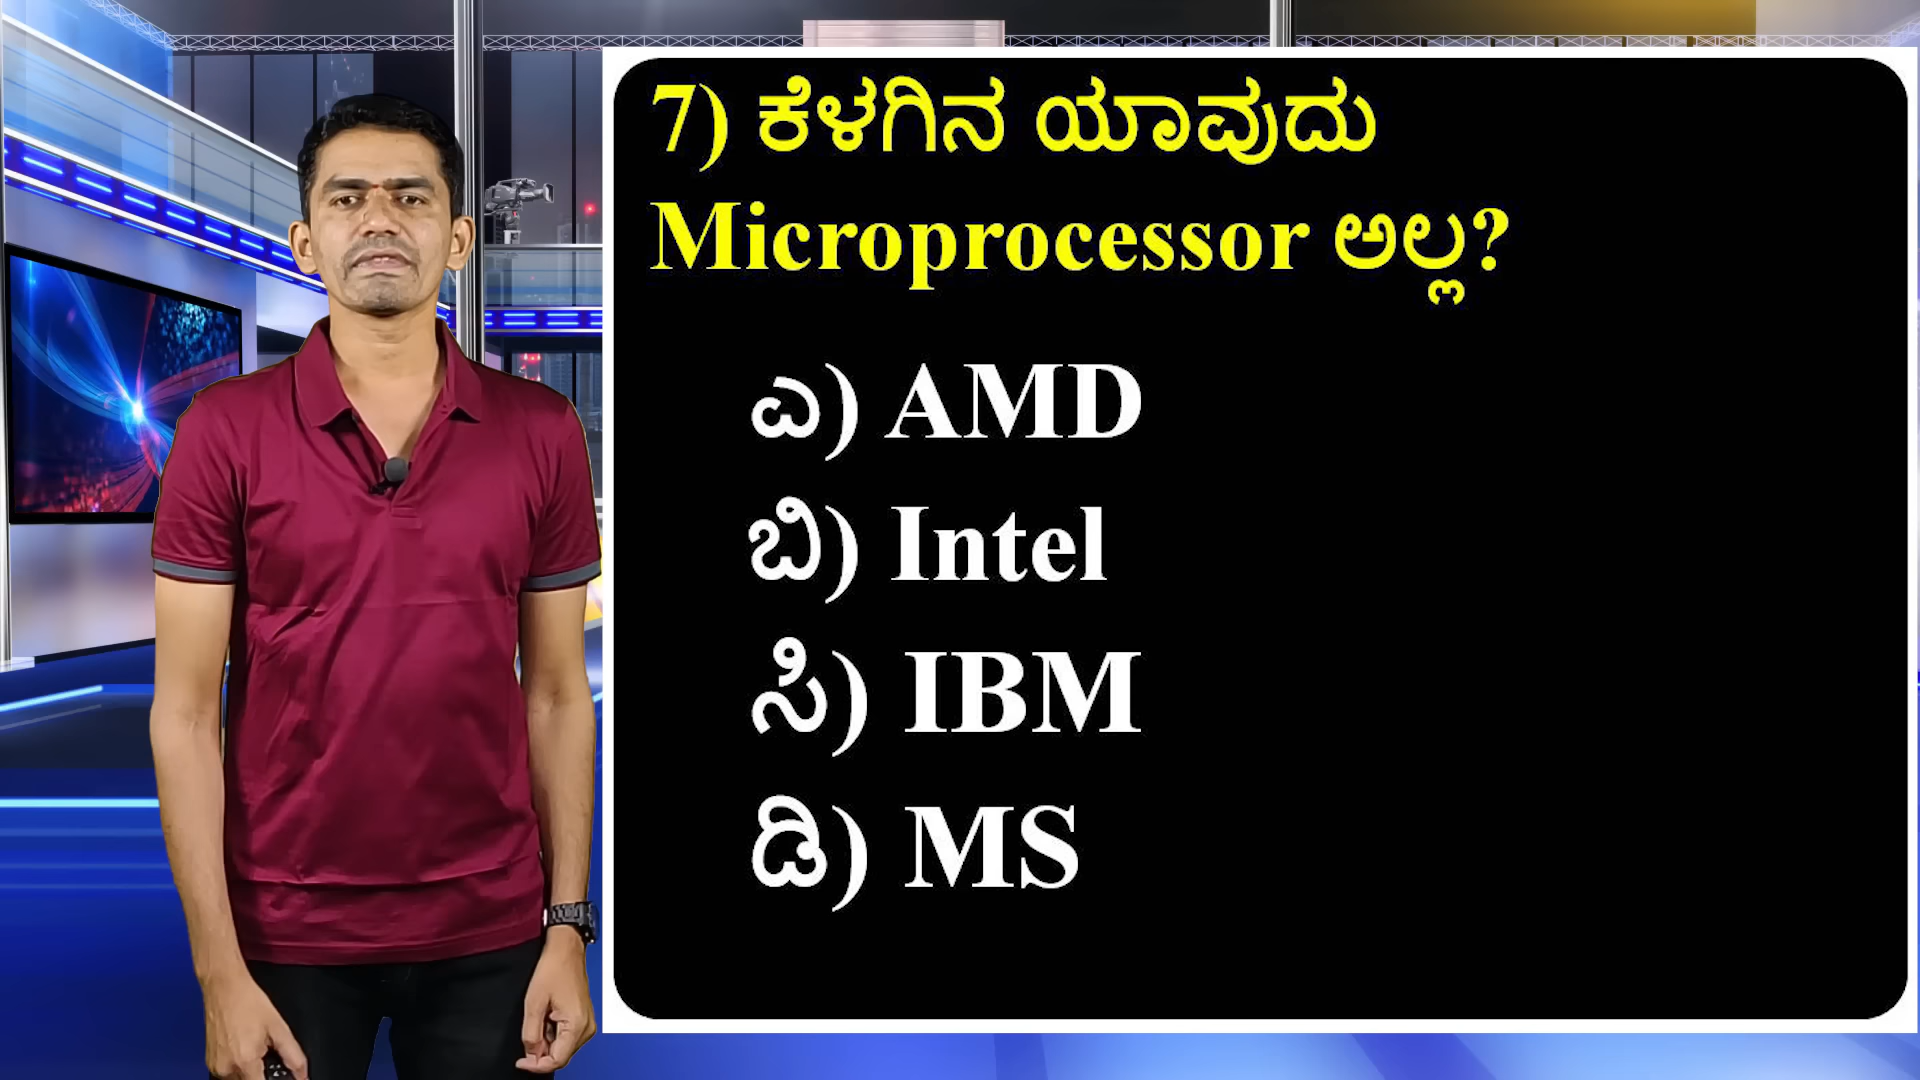 7) ಕೆಳಗಿನ ಯಾವುದು
Microprocessor ಅಲ್ಲ?
ಎ) AMD
ಬಿ) Intel
ಸಿ) IBM
ಡಿ) MS